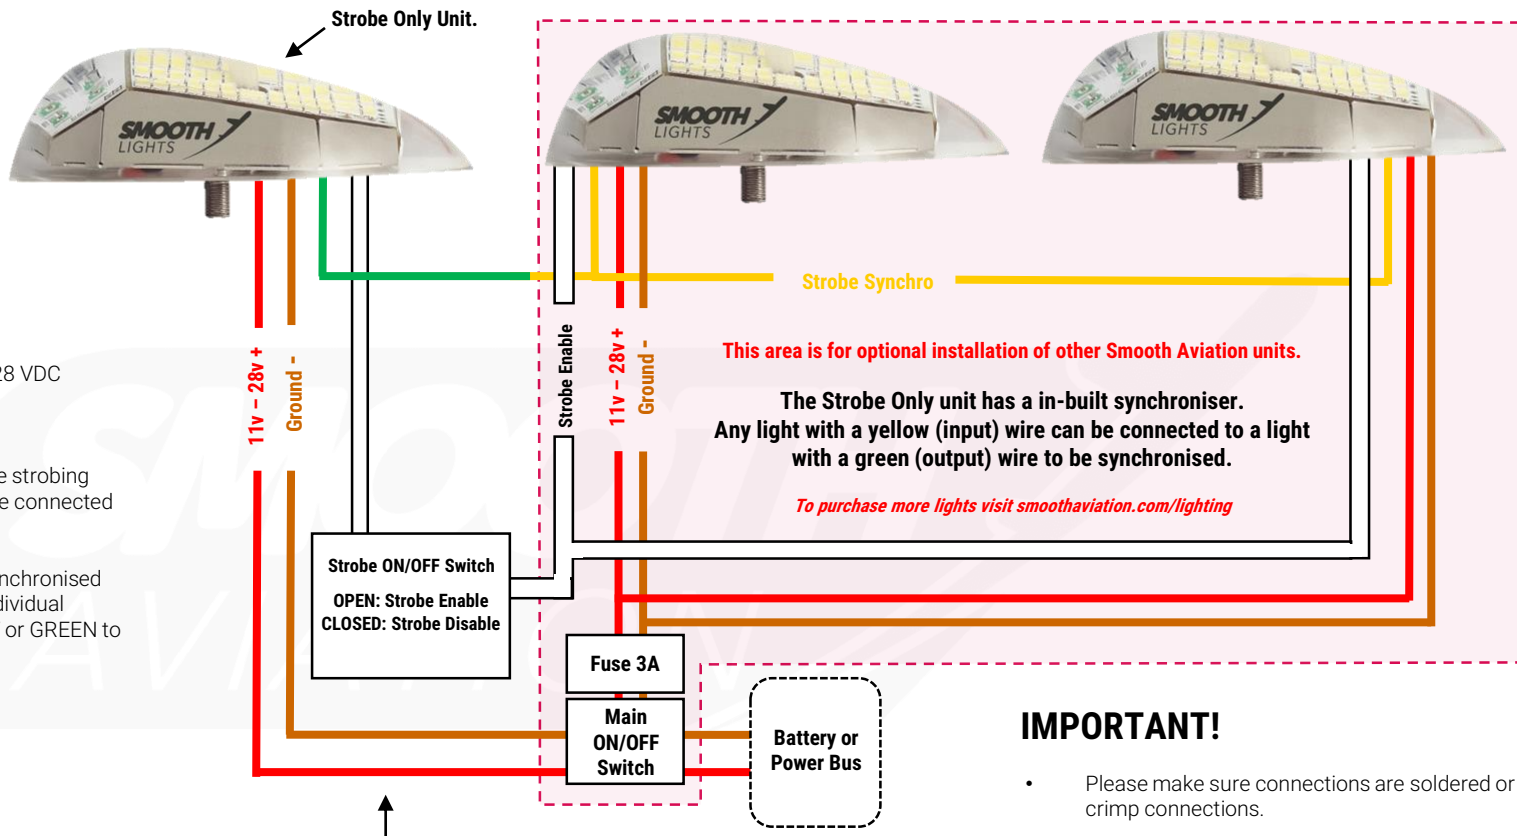 Strobe Only Unit.
SMOOTH
LIGHTS
SMOOTH
LIGHTS
SMOOTH
LIGHTS
Strobe Synchro
11v – 28v +
Ground -
Strobe Enable
11v – 28v +
Ground -
This area is for optional installation of other Smooth Aviation units.
The Strobe Only unit has a in-built synchroniser.
Any light with a yellow (input) wire can be connected to a light
with a green (output) wire to be synchronised.
To purchase more lights visit smoothaviation.com/lighting
28 VDC
e strobing
e connected
nchronised
dividual
or GREEN to
Strobe ON/OFF Switch
OPEN: Strobe Enable
CLOSED: Strobe Disable
Fuse 3A
Main
ON/OFF
Switch
Battery or
Power Bus
IMPORTANT!
• Please make sure connections are soldered or
crimp connections.
SMOOTH
AVIATION